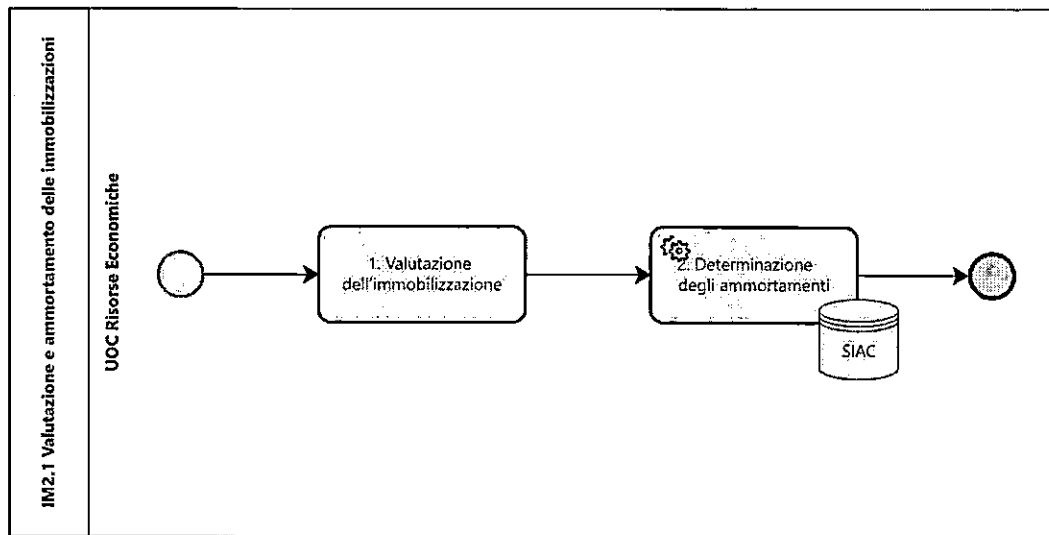 IM2.1 Valutazione e ammortamento delle immobilizzazioni
UOC Risorse Economiche
1. Valutazione
dell'immobilizzazione
2. Determinazione
degli ammortamenti
SIAC